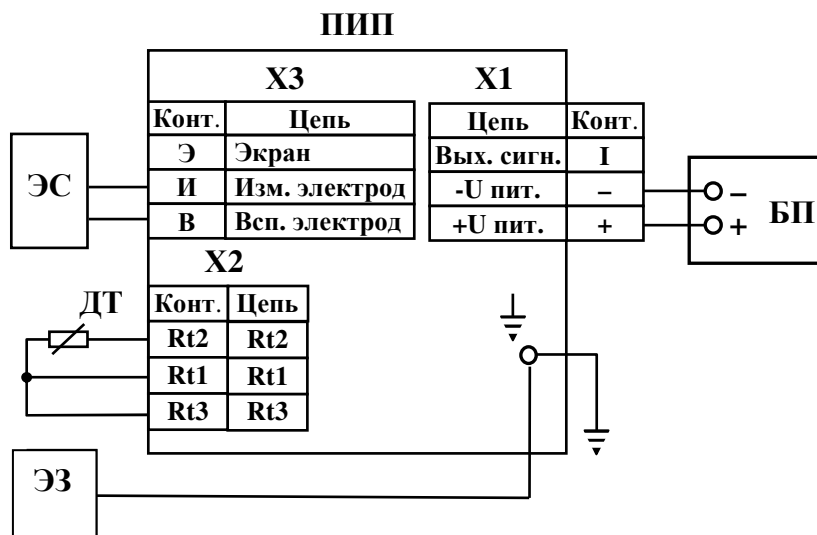 ПИП
X3 X1
Конт. Цепь Цепь Конт.
Э Экран Вых. сигн. I
ЭС И Изм. электрод -U пит. – – БП
В Всп. электрод +U пит. + +
X2
ДТ Конт. Цепь
Rt2 Rt2
Rt1 Rt1
Rt3 Rt3
ЭЗ